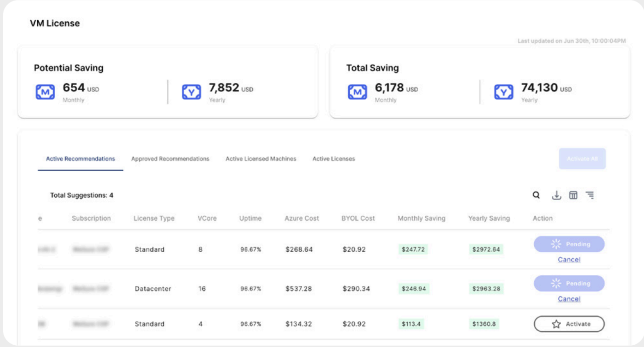 VM License
Last updated on Jun 30th, 10:00:04PM
Potential Saving
654 USD
Monthly
7,852 USD
Yearly
Total Saving
6,178 USD
Monthly
74,130 USD
Yearly
Active Recommendations Approved Recommendations Active Licensed Machines Active Licenses
Activate All
Total Suggestions: 4
e Subscription License Type VCore Uptime Azure Cost BYOL Cost Monthly Saving Yearly Saving Action
Standard 8 96.67% $268.64 $20.92 $247.72 $2972.64 Pending
Cancel
Datacenter 16 96.67% $537.28 $290.34 $246.94 $2963.28 Pending
Cancel
Standard 4 96.67% $134.32 $20.92 $113.4 $1360.8 Activate